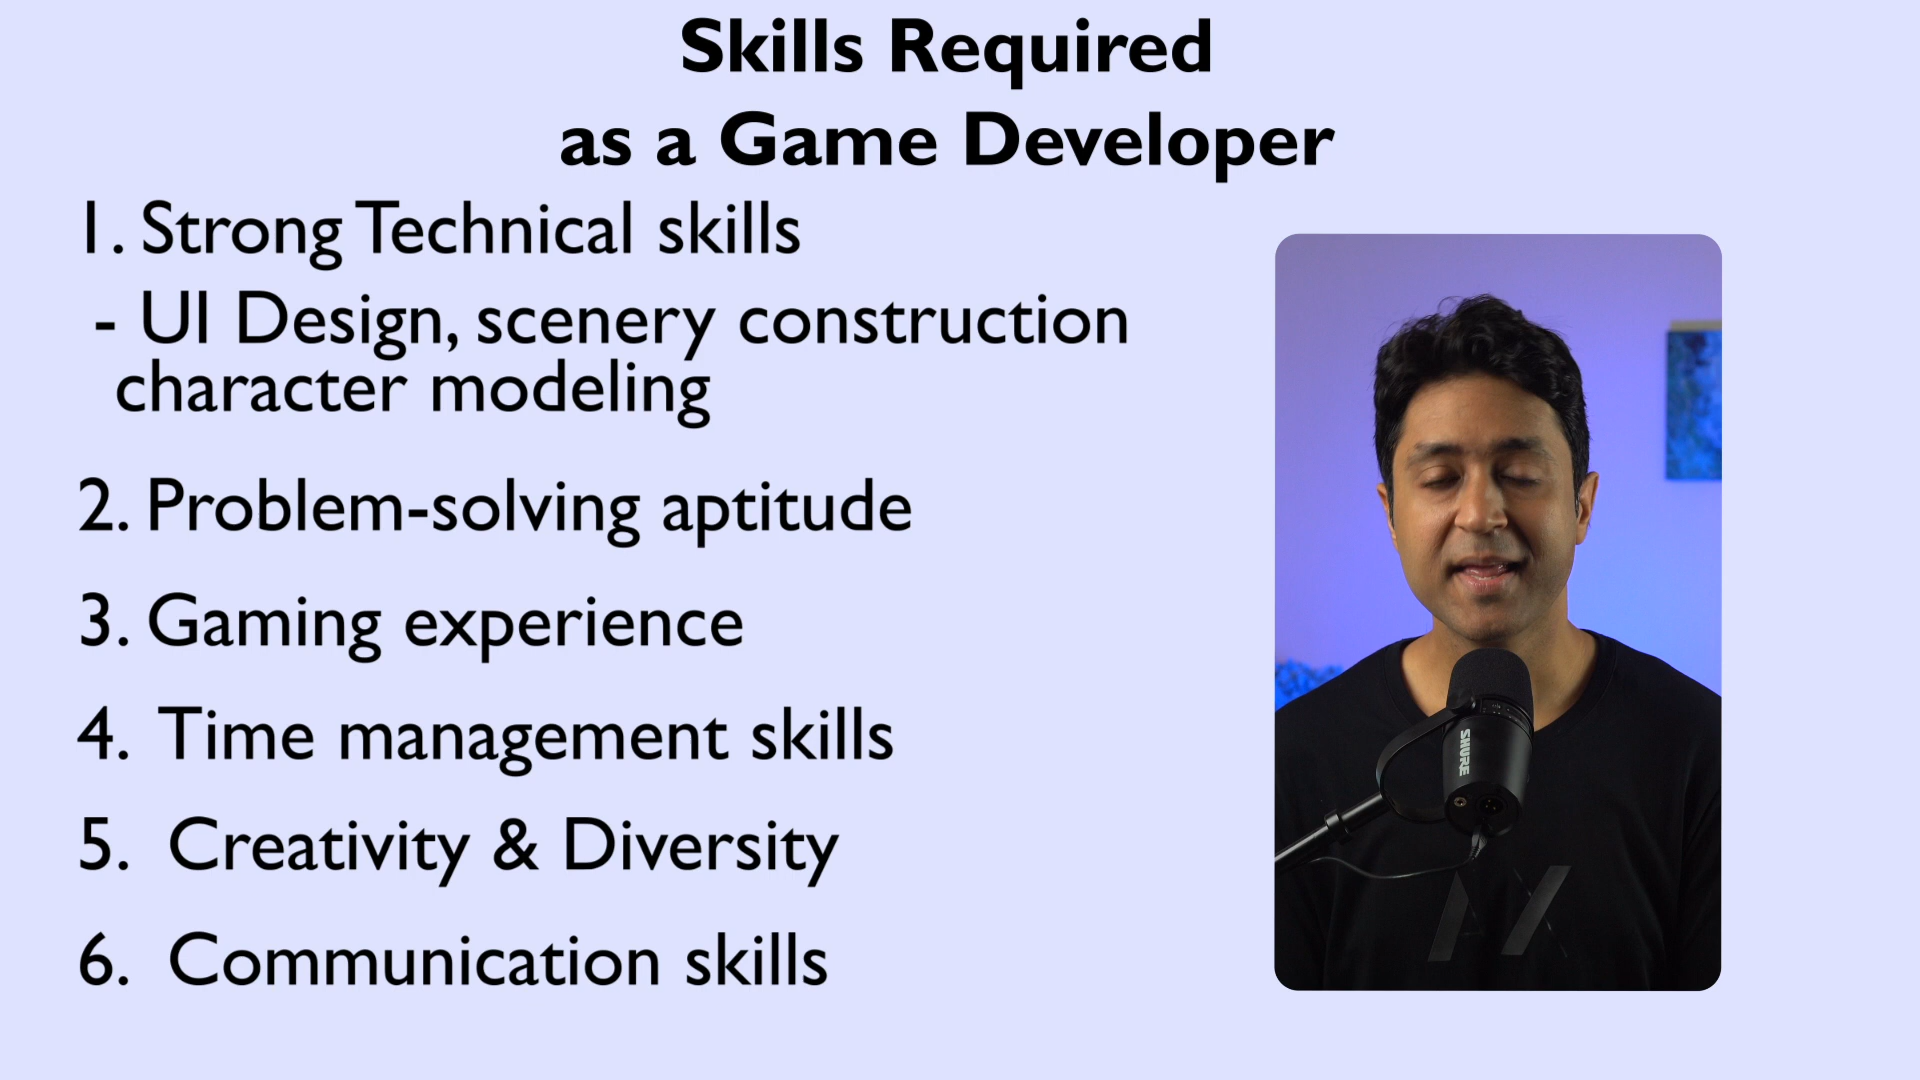 Skills Required
as a Game Developer
1. Strong Technical skills
- UI Design, scenery construction
character modeling
2. Problem-solving aptitude
3. Gaming experience
4. Time management skills
5. Creativity & Diversity
6. Communication skills
SHURE